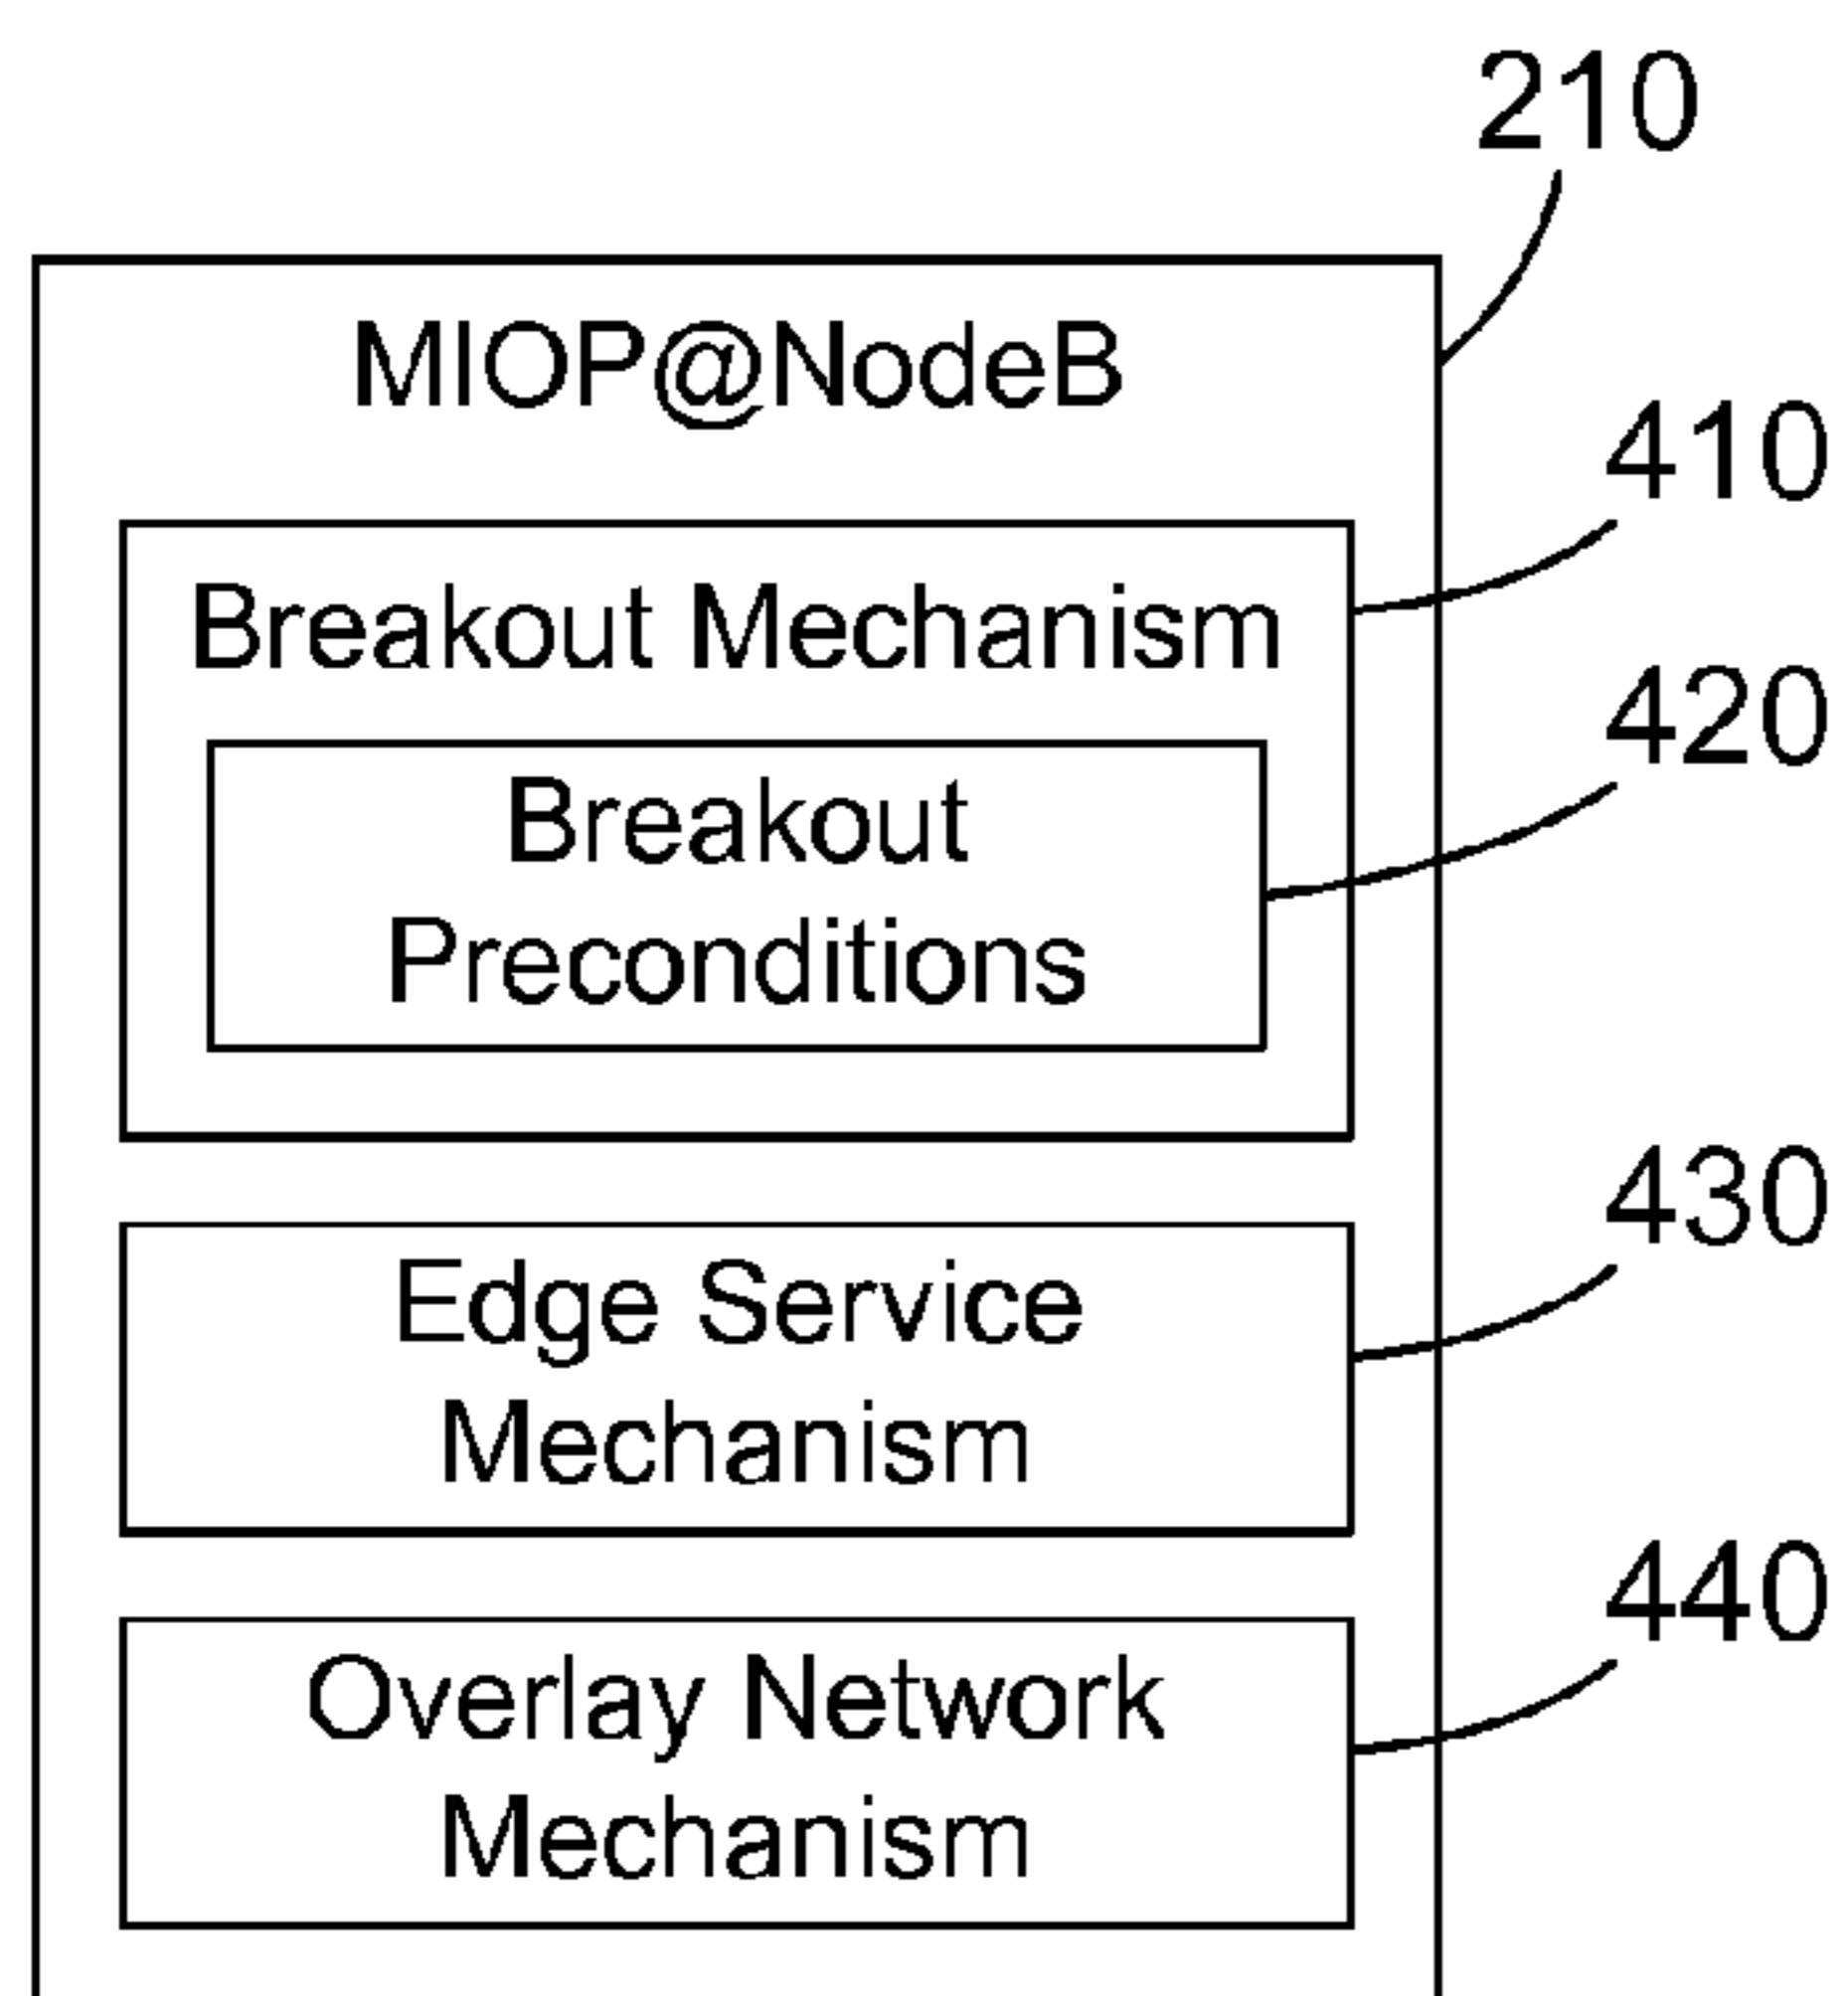 210
MIOP@NodeB
410
Breakout Mechanism
420
Breakout
Preconditions
430
Edge Service
Mechanism
440
Overlay Network
Mechanism